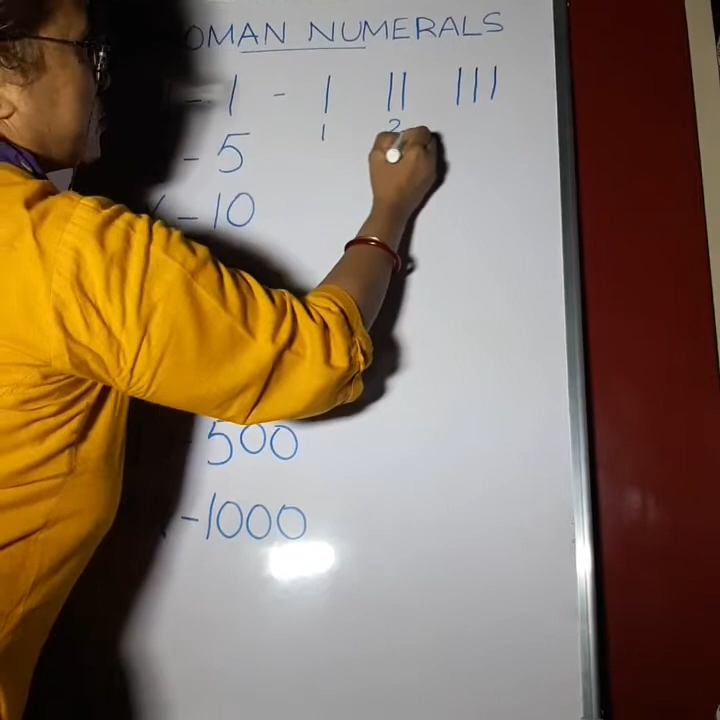 OMAN NUMERALS
- 1 - I II III
1 2
- 5
- 10
500
-1000